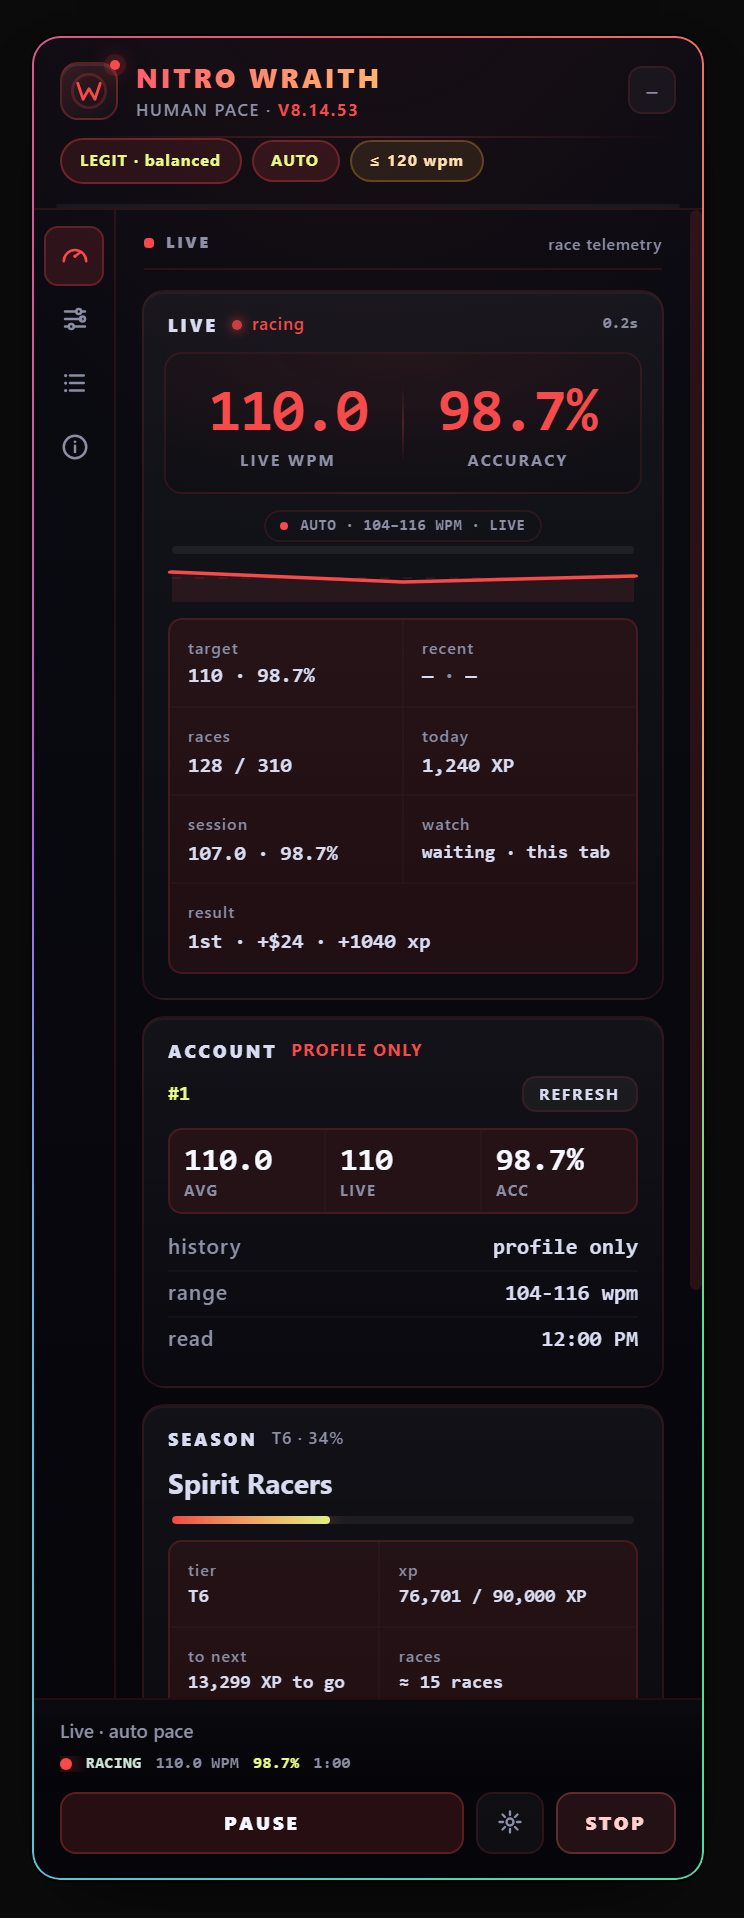 NITRO WRAITH
HUMAN PACE · V8.14.53
–
LEGIT · balanced
AUTO
≤ 120 wpm
LIVE
race telemetry
LIVE
racing
0.2s
110.0
98.7%
LIVE WPM
ACCURACY
AUTO · 104–116 WPM · LIVE
target
recent
110 · 98.7%
— · —
races
today
128 / 310
1,240 XP
session
watch
107.0 · 98.7%
waiting · this tab
result
1st · +$24 · +1040 xp
ACCOUNT PROFILE ONLY
#1
REFRESH
110.0
110
98.7%
AVG
LIVE
ACC
history
profile only
range
104-116 wpm
read
12:00 PM
SEASON T6 · 34%
Spirit Racers
tier
xp
T6
76,701 / 90,000 XP
to next
races
13,299 XP to go
≈ 15 races
Live · auto pace
RACING 110.0 WPM 98.7% 1:00
PAUSE
STOP